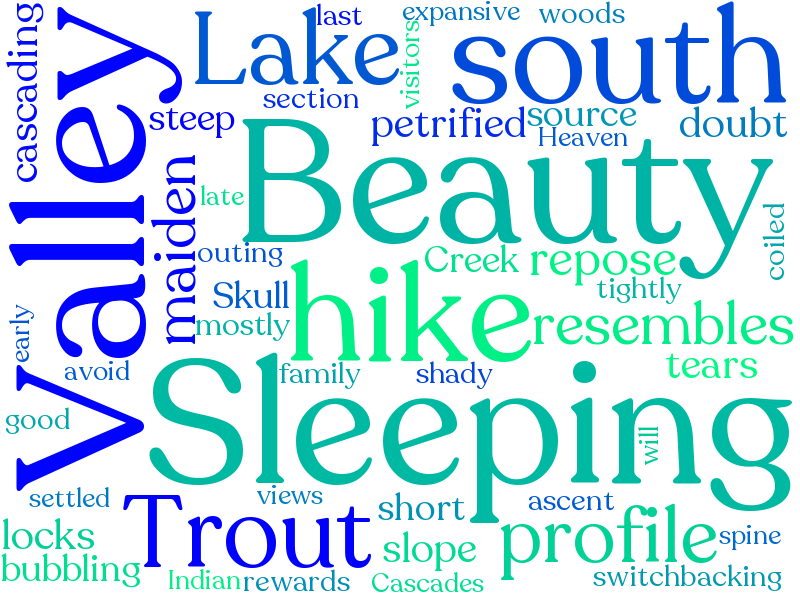 cascading
Valley
Lake
last
expansive
woods
visitors
south
section
steep
petrified
source
doubt
Heaven
Beauty
maiden
late
coiled
outing
Creek
repose
Skull
hike
tightly
mostly
resembles
early
avoid
family
shady
tears
good
Sleeping
will
settled
views
short
ascent
Trout
profile
spine
locks
slope
bubbling
Indian
rewards
Cascades
switchbacking